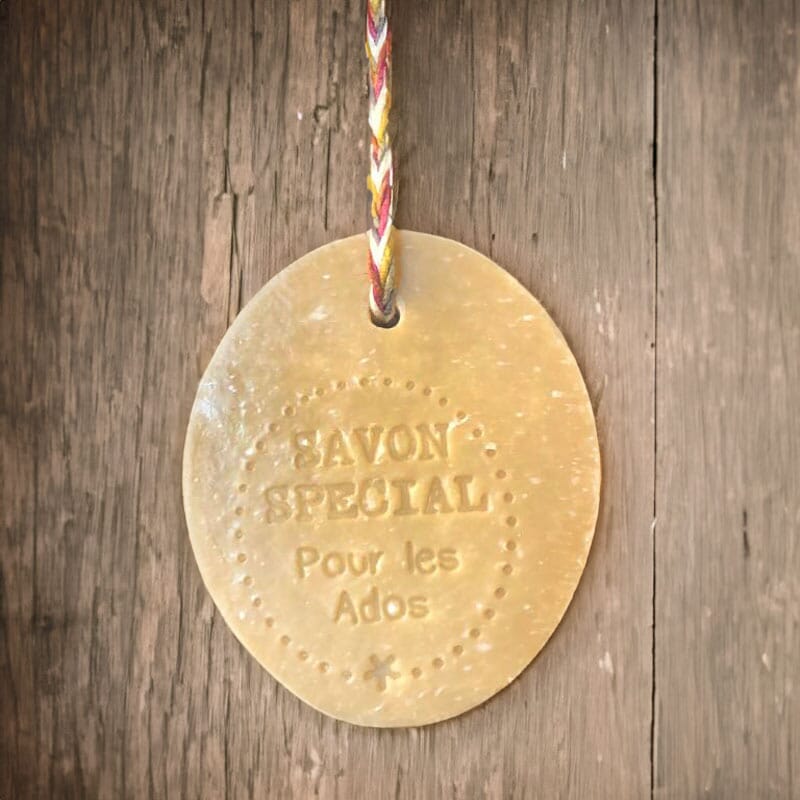 SAVON
SPECIAL
Pour les
Ados